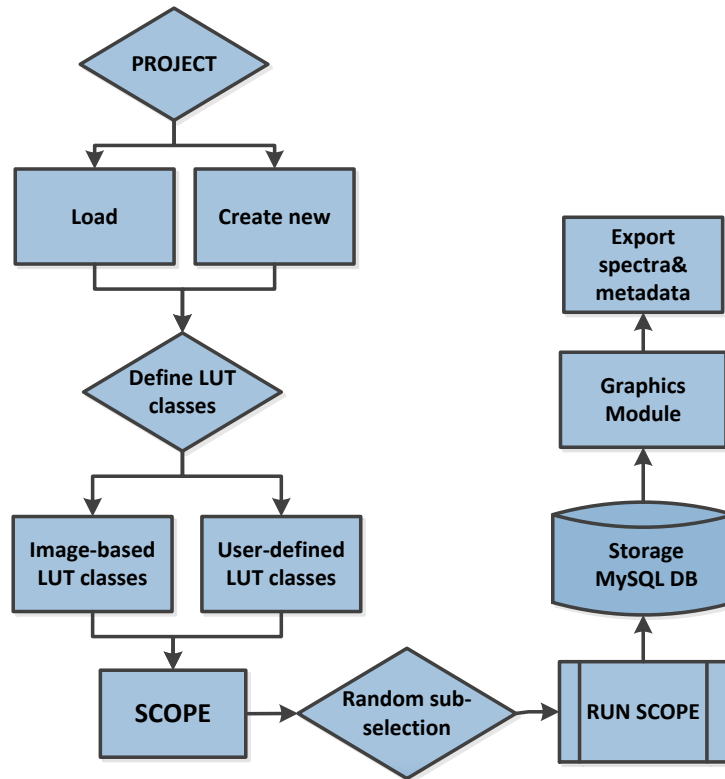 PROJECT
Load
Create new
Define LUT
classes
Image-based
LUT classes
User-defined
LUT classes
SCOPE
Random sub-
selection
RUN SCOPE
Storage
MySQL DB
Graphics
Module
Export
spectra&
metadata